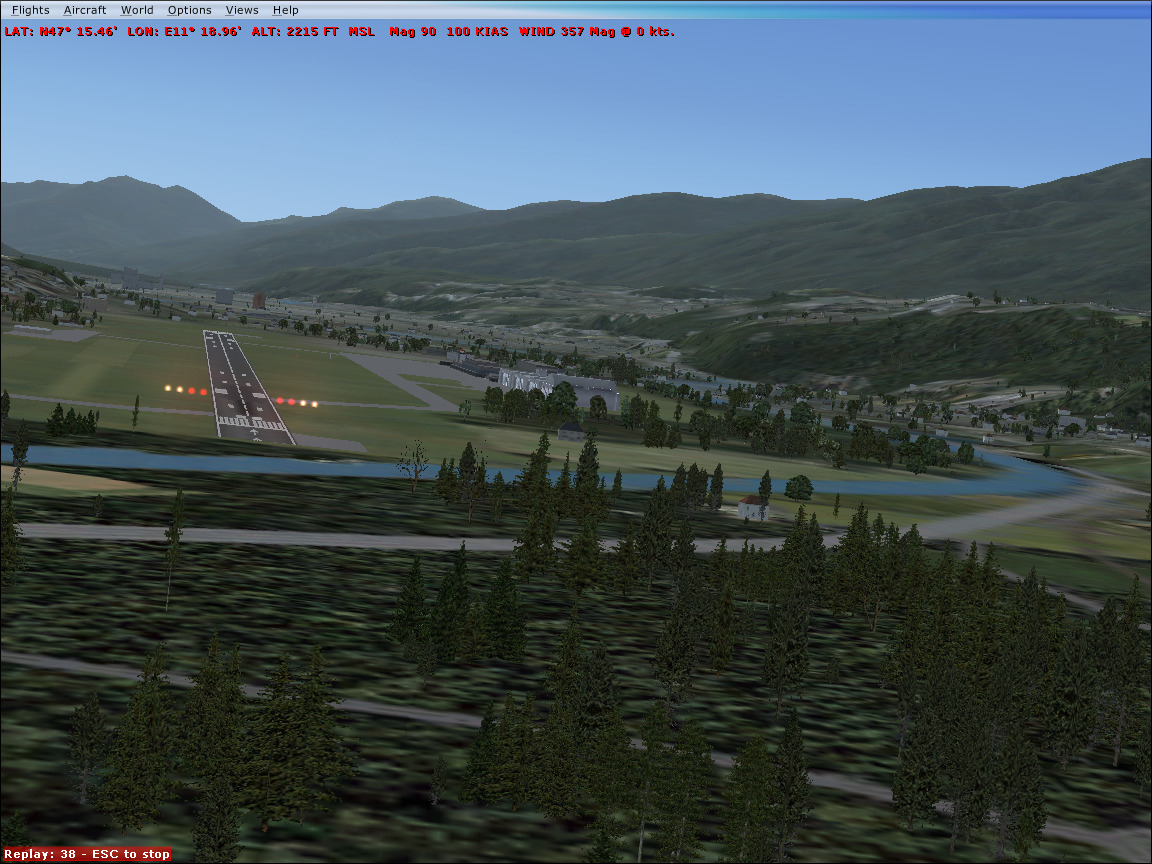 Flights Aircraft World Options Views Help
LAT: N47° 15.46' LON: E11° 18.96' ALT: 2215 FT MSL Mag 90 100 KIAS WIND 357 Mag @ 0 kts.
Replay: 38 - ESC to stop